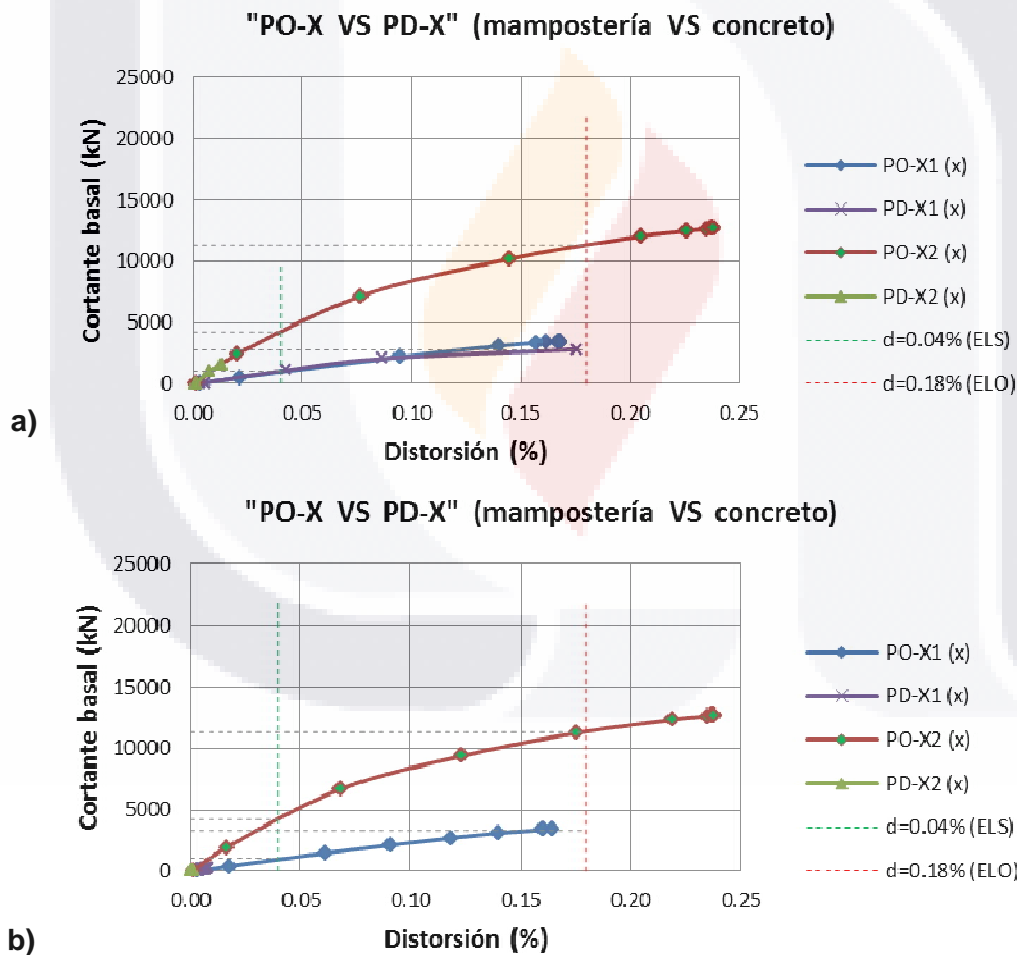 "PO-X VS PD-X" (mampostería VS concreto)
25000
20000
15000
10000
5000
0
Cortante basal (kN)
0.00 0.05 0.10 0.15 0.20 0.25
Distorsión (%)
PO-X1 (x)
PD-X1 (x)
PO-X2 (x)
PD-X2 (x)
d=0.04% (ELS)
d=0.18% (ELO)
a)
"PO-X VS PD-X" (mampostería VS concreto)
25000
20000
15000
10000
5000
0
Cortante basal (kN)
0.00 0.05 0.10 0.15 0.20 0.25
Distorsión (%)
PO-X1 (x)
PD-X1 (x)
PO-X2 (x)
PD-X2 (x)
d=0.04% (ELS)
d=0.18% (ELO)
b)